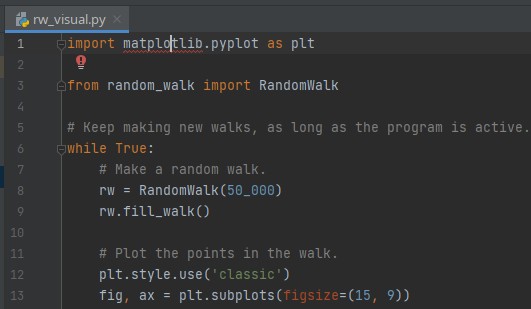 rw_visual.py
1 import matplotlib.pyplot as plt
2
3 from random_walk import RandomWalk
4
5 # Keep making new walks, as long as the program is active.
6 while True:
7     # Make a random walk.
8     rw = RandomWalk(50_000)
9     rw.fill_walk()
10
11     # Plot the points in the walk.
12     plt.style.use('classic')
13     fig, ax = plt.subplots(figsize=(15, 9))